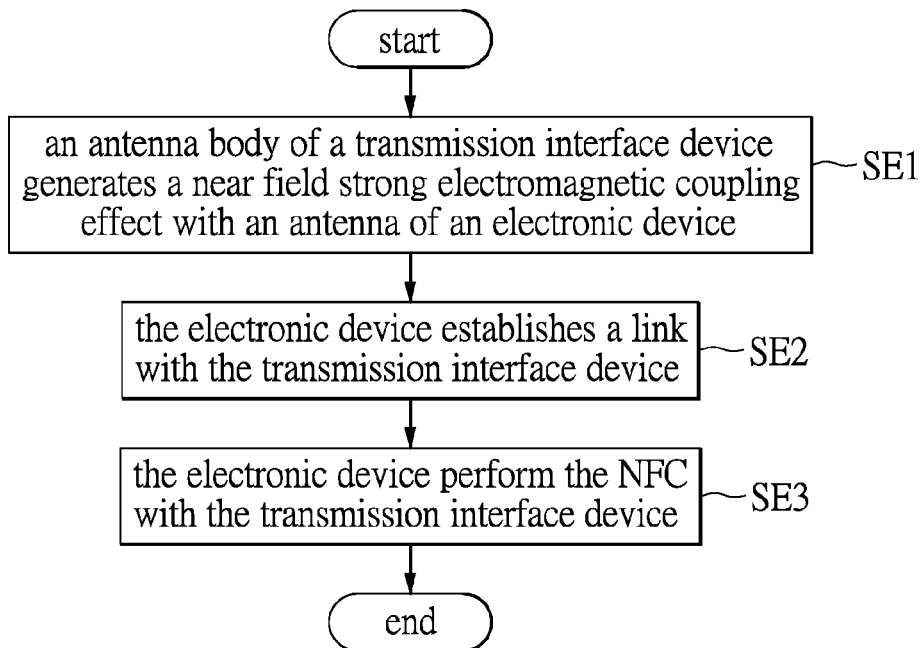 start
an antenna body of a transmission interface device
generates a near field strong electromagnetic coupling
effect with an antenna of an electronic device
SE1
the electronic device establishes a link
with the transmission interface device
SE2
the electronic device perform the NFC
with the transmission interface device
SE3
end